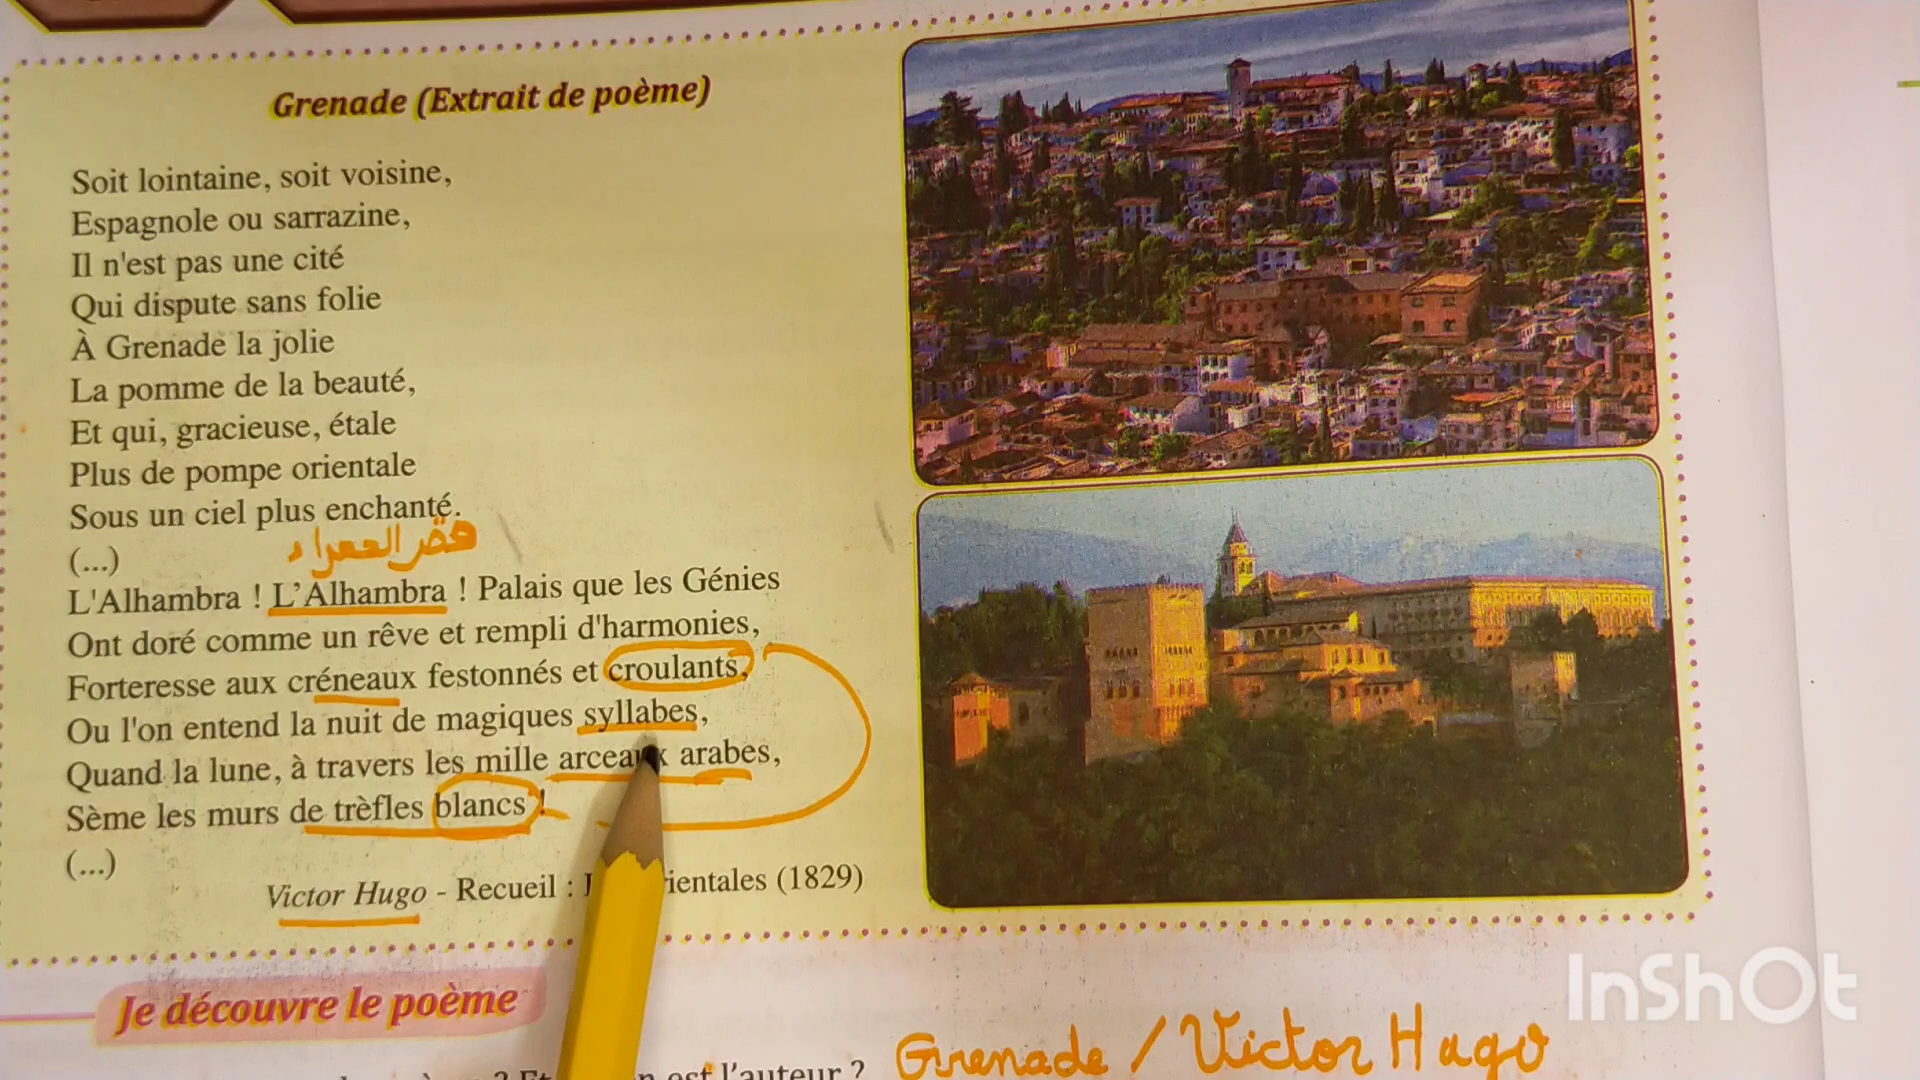 Grenade (Extrait de poème)
Soit lointaine, soit voisine,
Espagnole ou sarrazine,
Il n'est pas une cité
Qui dispute sans folie
À Grenade la jolie
La pomme de la beauté,
Et qui, gracieuse, étale
Plus de pompe orientale
Sous un ciel plus enchanté.
(...)
قصر الحمراء
L'Alhambra ! L'Alhambra ! Palais que les Génies
Ont doré comme un rêve et rempli d'harmonies,
Forteresse aux créneaux festonnés et croulants,
Ou l'on entend la nuit de magiques syllabes,
Quand la lune, à travers les mille arceaux arabes,
Sème les murs de trèfles blancs !
(...)
Victor Hugo - Recueil : ientales (1829)
Je découvre le poème
est l'auteur ? Grenade / Victor Hugo
InShOt